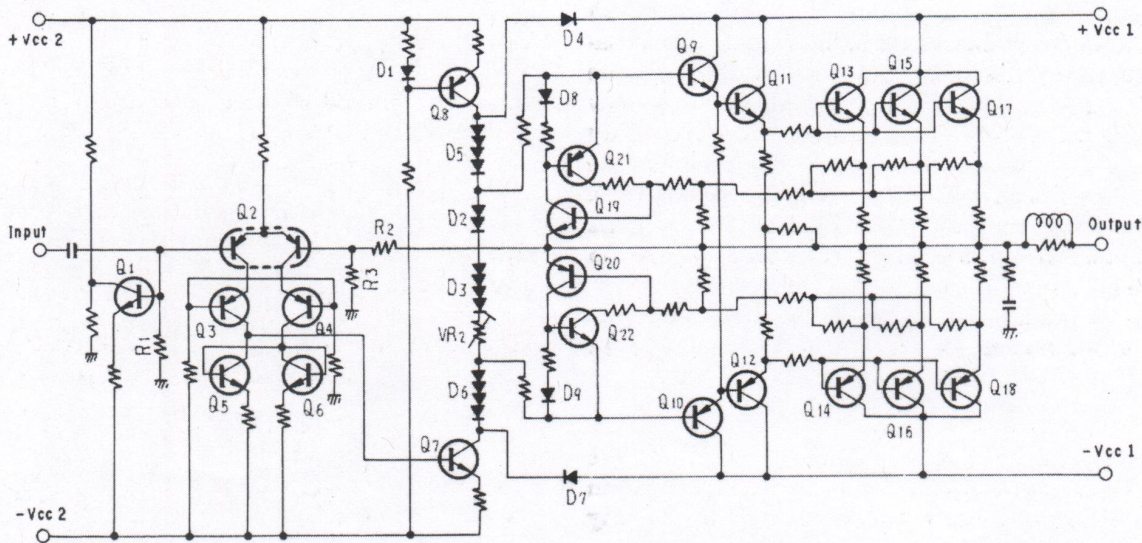 +Vcc 2
D4
+Vcc 1
D1
Q9
Q11
Q13
Q15
Q8
D8
Q17
D5
Q21
Q2
D2
Q19
Input
R2
Output
Q1
Q20
R3
D3
Q3
Q4
VR2
R1
Q22
Q12
D6
D9
Q18
Q5
Q6
Q10
Q14
Q16
Q7
-Vcc 1
D7
-Vcc 2